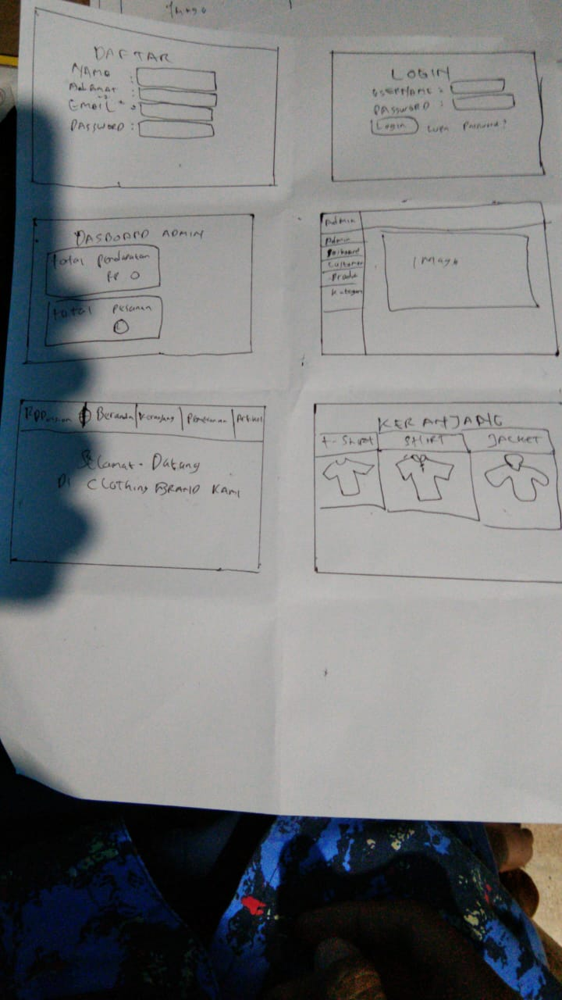 Image
DAFTAR
NAMA :
ALAMAT :
EMAIL :
PASSWORD :
LOGIN
USERNAME :
PASSWORD :
Login Lupa Password?
DASBOARD ADMIN
total pendapatan
Rp 0
total pesanan
0
Admin
Admin
Dasboard
Customer
Produk
Kategori
Image
Beranda Keranjang Pemesanan Artikel
Selamat-Datang
DI CLothing BRAND KAMI
KERANJANG
T-SHIRT SHIRT JACKET